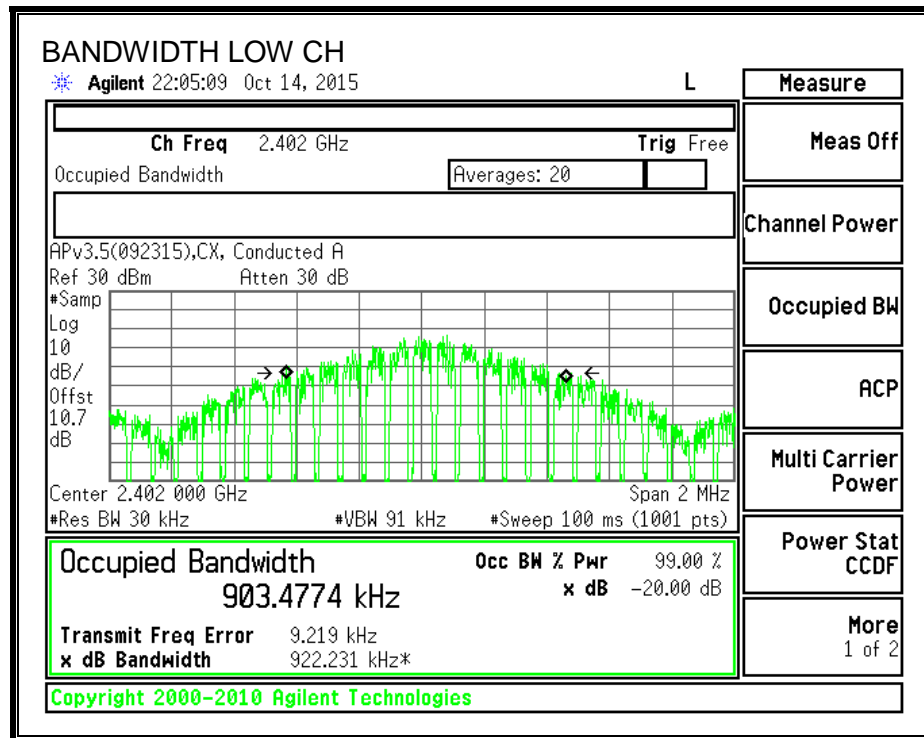 BANDWIDTH LOW CH
Agilent 22:05:09 Oct 14, 2015 L
Measure
Ch Freq 2.402 GHz Trig Free
Occupied Bandwidth Averages: 20
APv3.5(092315),CX, Conducted A
Ref 30 dBm Atten 30 dB
#Samp
Log
10
dB/
Offst
10.7
dB
Center 2.402 000 GHz Span 2 MHz
#Res BW 30 kHz #VBW 91 kHz #Sweep 100 ms (1001 pts)
Occupied Bandwidth
903.4774 kHz
Occ BW % Pwr 99.00 %
x dB -20.00 dB
Transmit Freq Error 9.219 kHz
x dB Bandwidth 922.231 kHz*
Copyright 2000-2010 Agilent Technologies
Meas Off
Channel Power
Occupied BW
ACP
Multi Carrier
Power
Power Stat
CCDF
More
1 of 2